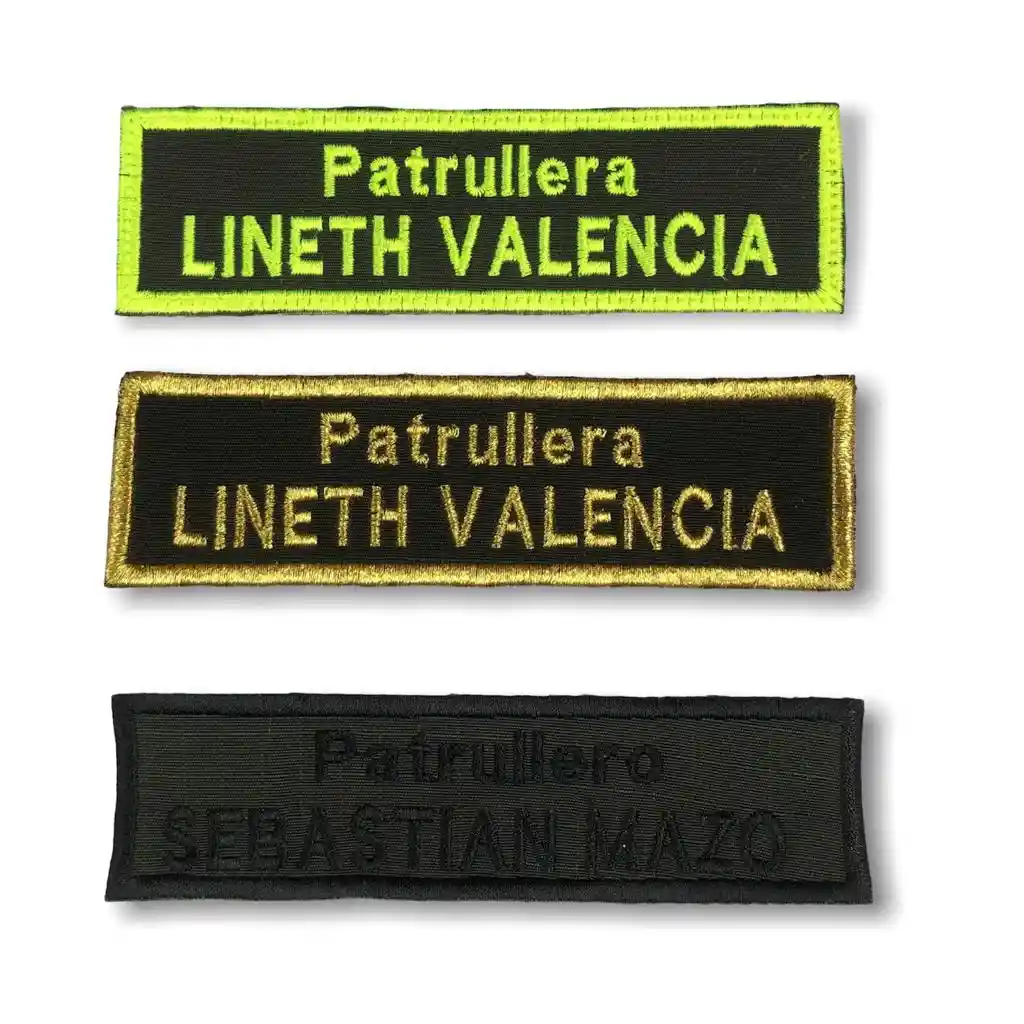 Patrullera
LINETH VALENCIA
Patrullera
LINETH VALENCIA
Patrullero
SEBASTIAN MAZO